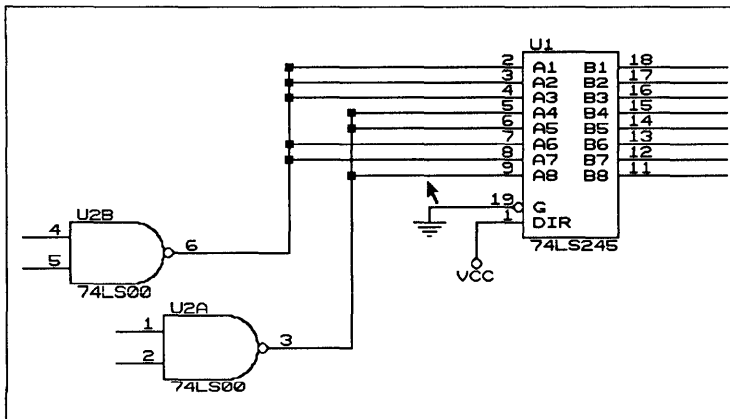 U1
2 A1 B1 18
3 A2 B2 17
4 A3 B3 16
5 A4 B4 15
6 A5 B5 14
7 A6 B6 13
8 A7 B7 12
9 A8 B8 11
19 G
1 DIR
74LS245
VCC
U2B
4
5
6
74LS00
U2A
1
2
3
74LS00